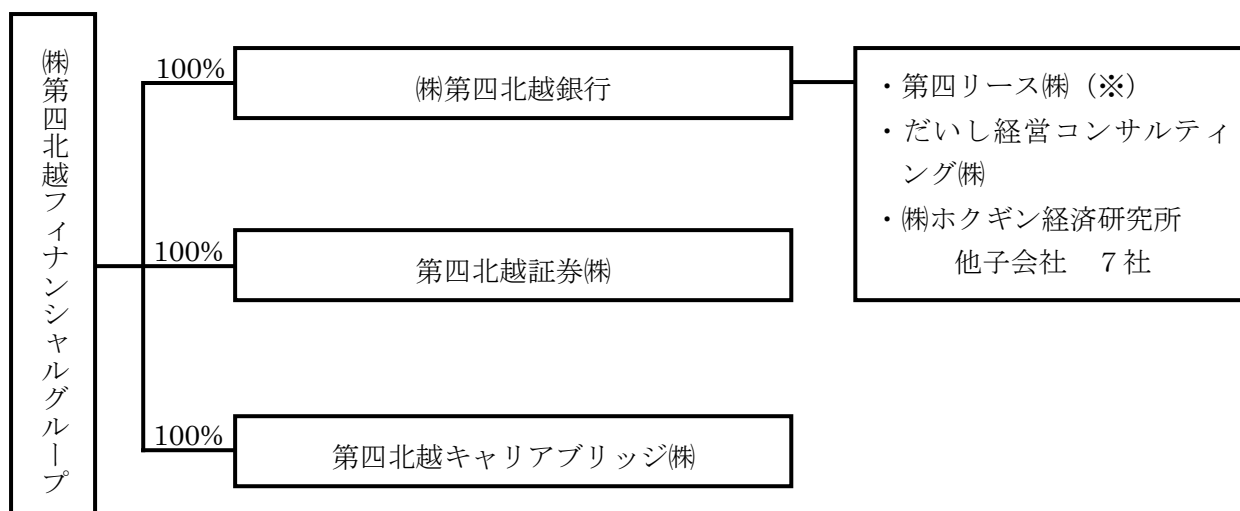 ㈱第四北越フィナンシャルグループ
100%
㈱第四北越銀行
・第四リース㈱（※）
・だいし経営コンサルティ
ング㈱
・㈱ホクギン経済研究所
他子会社　７社
100%
第四北越証券㈱
100%
第四北越キャリアブリッジ㈱